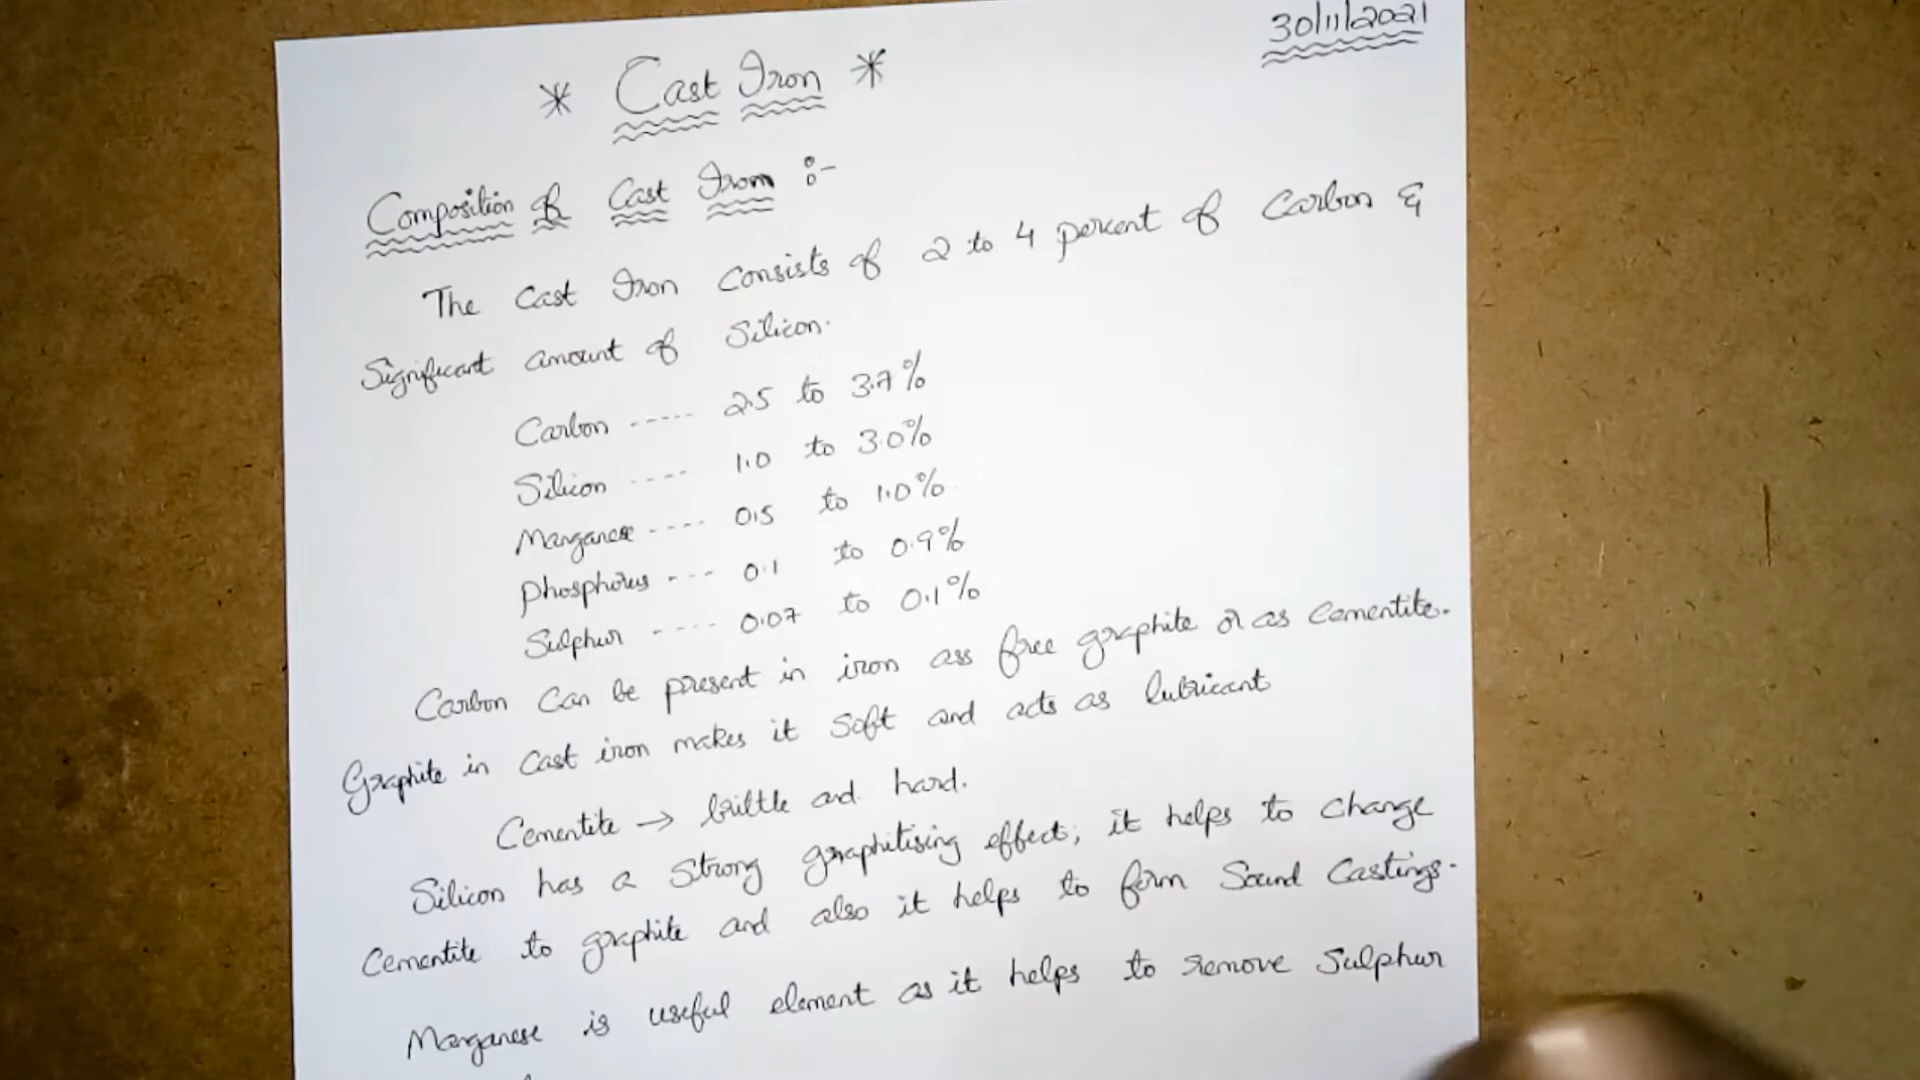 30/11/2021
* Cast Iron *
Composition of Cast Iron :-
The Cast Iron Consists of 2 to 4 percent of Carbon &
Significant amount of Silicon.
Carbon ----- 2.5 to 3.7%
Silicon ---- 1.0 to 3.0%
Manganese ---- 0.5 to 1.0%
Phosphorus --- 0.1 to 0.9%
Sulphur ---- 0.07 to 0.1%
Carbon Can be present in iron ass free graphite or as Cementite.
Graphite in Cast iron makes it Soft and acts as lubricant
Cementite → brittle and hard.
Silicon has a Strong graphitising effect; it helps to Change
Cementite to graphite and also it helps to form Sound Castings.
Manganese is useful element as it helps to remove Sulphur